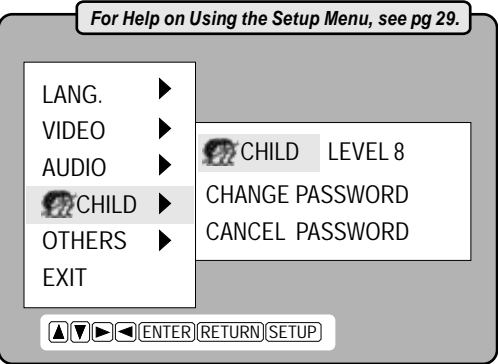 For Help on Using the Setup Menu, see pg 29.
LANG.
VIDEO
AUDIO
CHILD
OTHERS
EXIT
CHILD LEVEL 8
CHANGE PASSWORD
CANCEL PASSWORD
ENTER RETURN SETUP